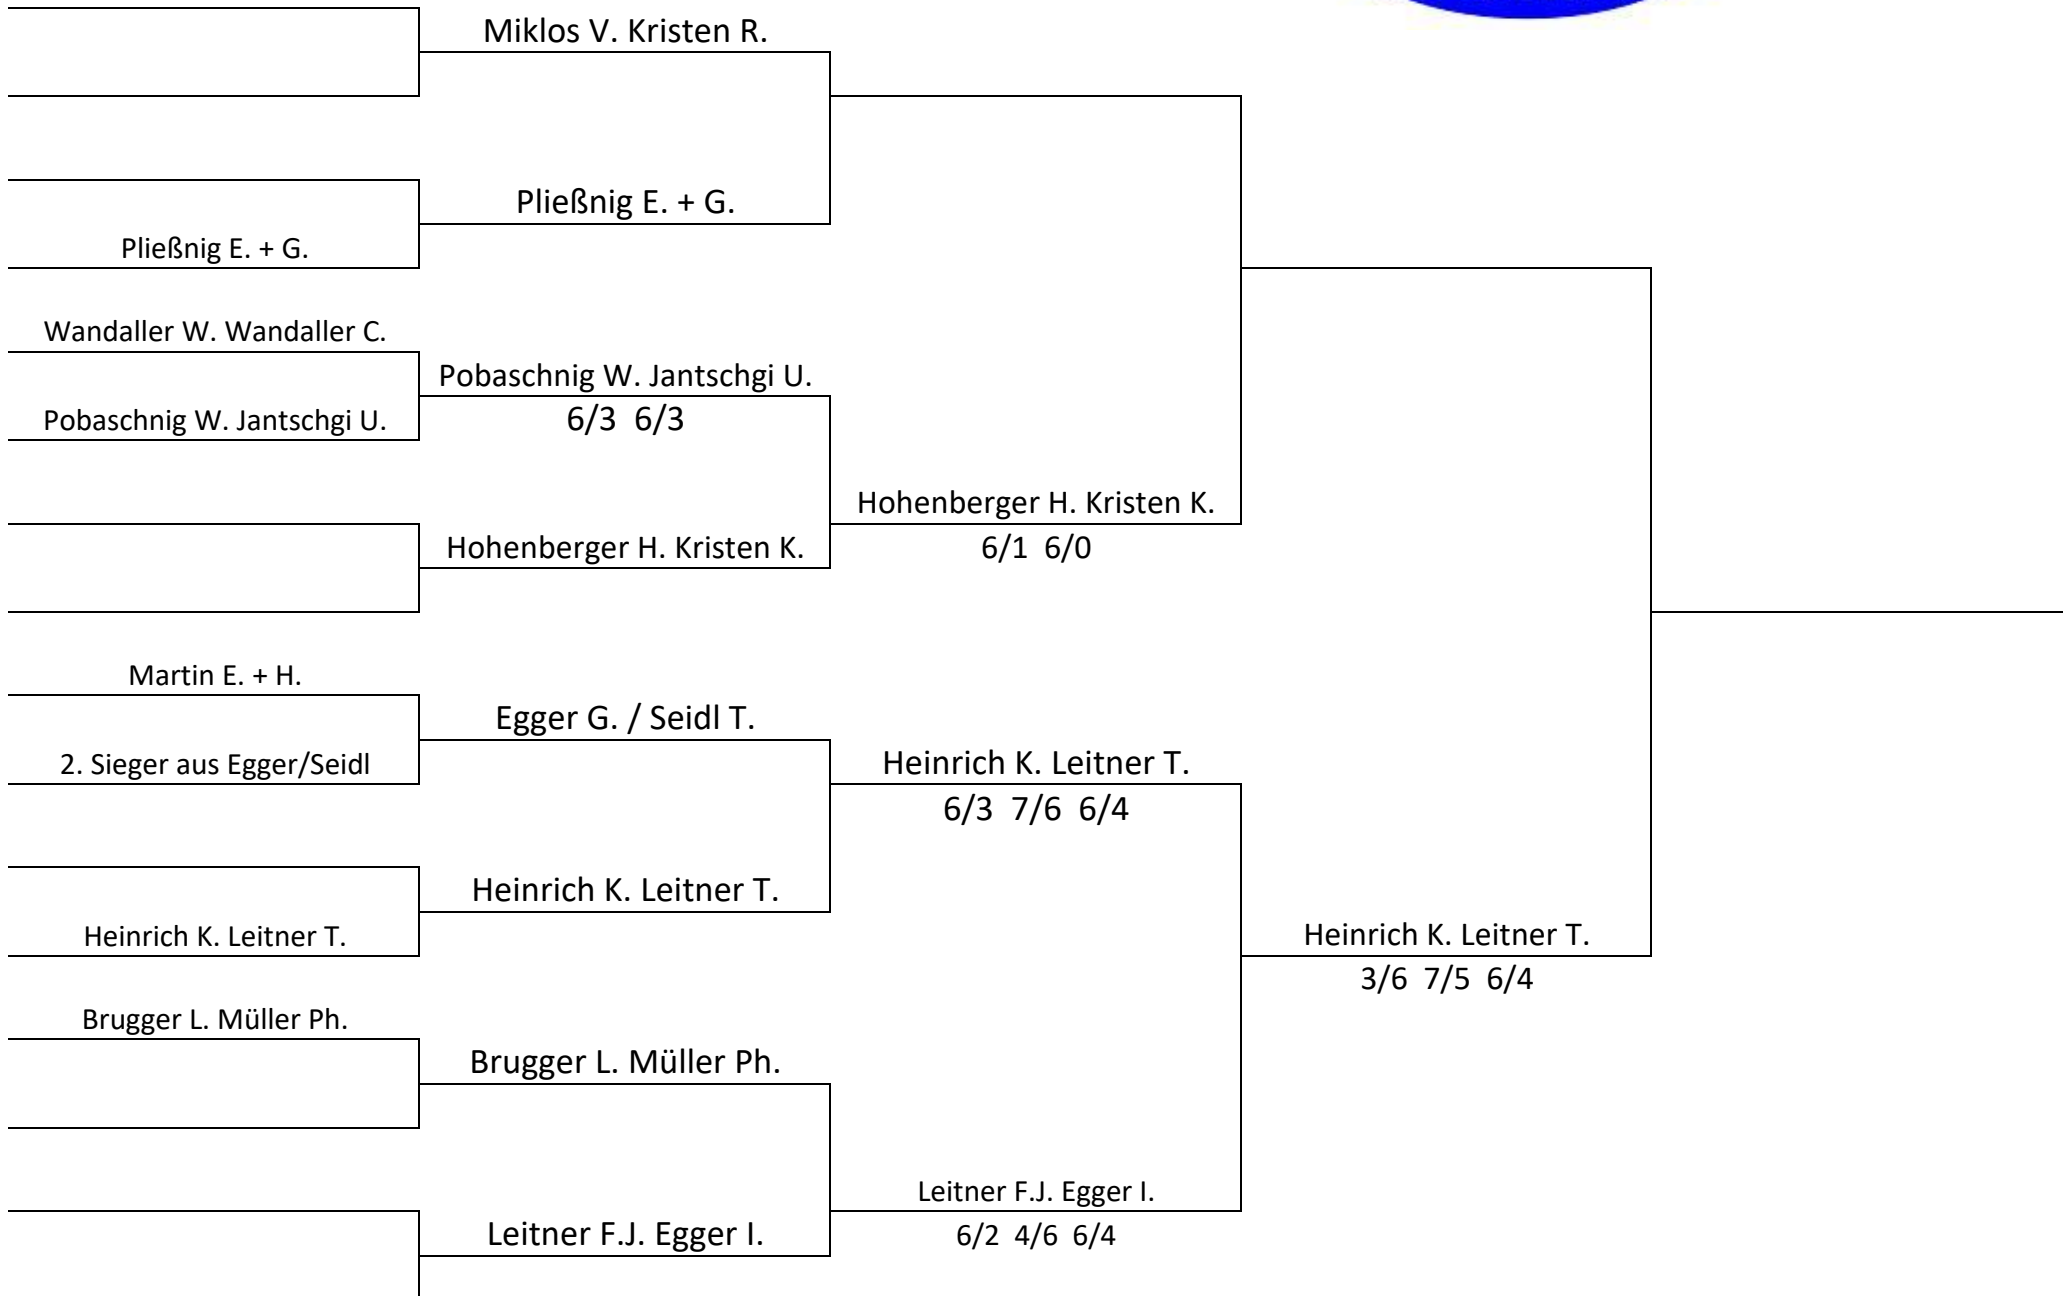 Miklos V. Kristen R.
Pließnig E. + G.
Pließnig E. + G.
Wandaller W. Wandaller C.
Pobaschnig W. Jantschgi U.
6/3 6/3
Pobaschnig W. Jantschgi U.
Hohenberger H. Kristen K.
6/1 6/0
Hohenberger H. Kristen K.
Martin E. + H.
Egger G. / Seidl T.
2. Sieger aus Egger/Seidl
Heinrich K. Leitner T.
6/3 7/6 6/4
Heinrich K. Leitner T.
Heinrich K. Leitner T.
Heinrich K. Leitner T.
3/6 7/5 6/4
Brugger L. Müller Ph.
Brugger L. Müller Ph.
Leitner F.J. Egger I.
6/2 4/6 6/4
Leitner F.J. Egger I.